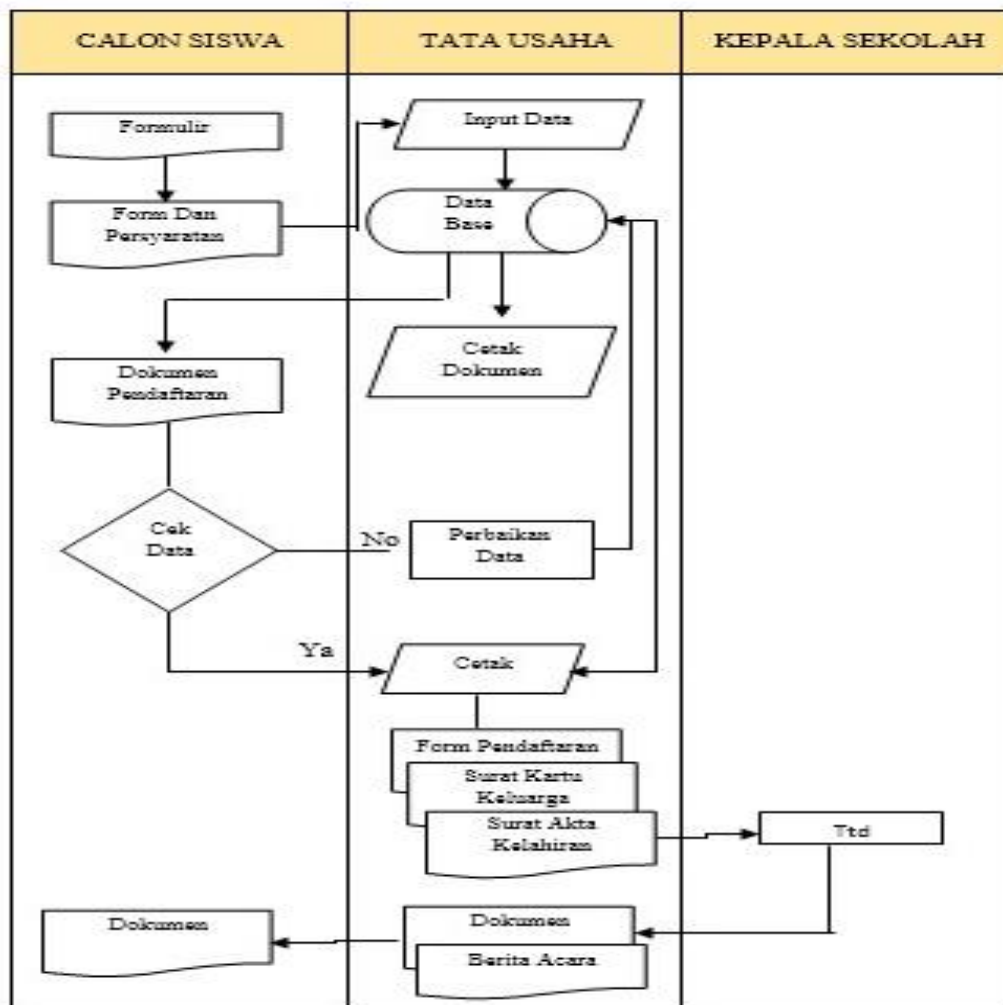 CALON SISWA
TATA USAHA
KEPALA SEKOLAH
Formulir
Input Data
Form Dan
Persyaratan
Data
Base
Cetak
Dokumen
Dokumen
Pendaftaran
Cek
Data
No
Perbaikan
Data
Ya
Cetak
Form Pendaftaran
Surat Kartu
Keluarga
Surat Akta
Kelahiran
Ttd
Dokumen
Berita Acara
Dokumen